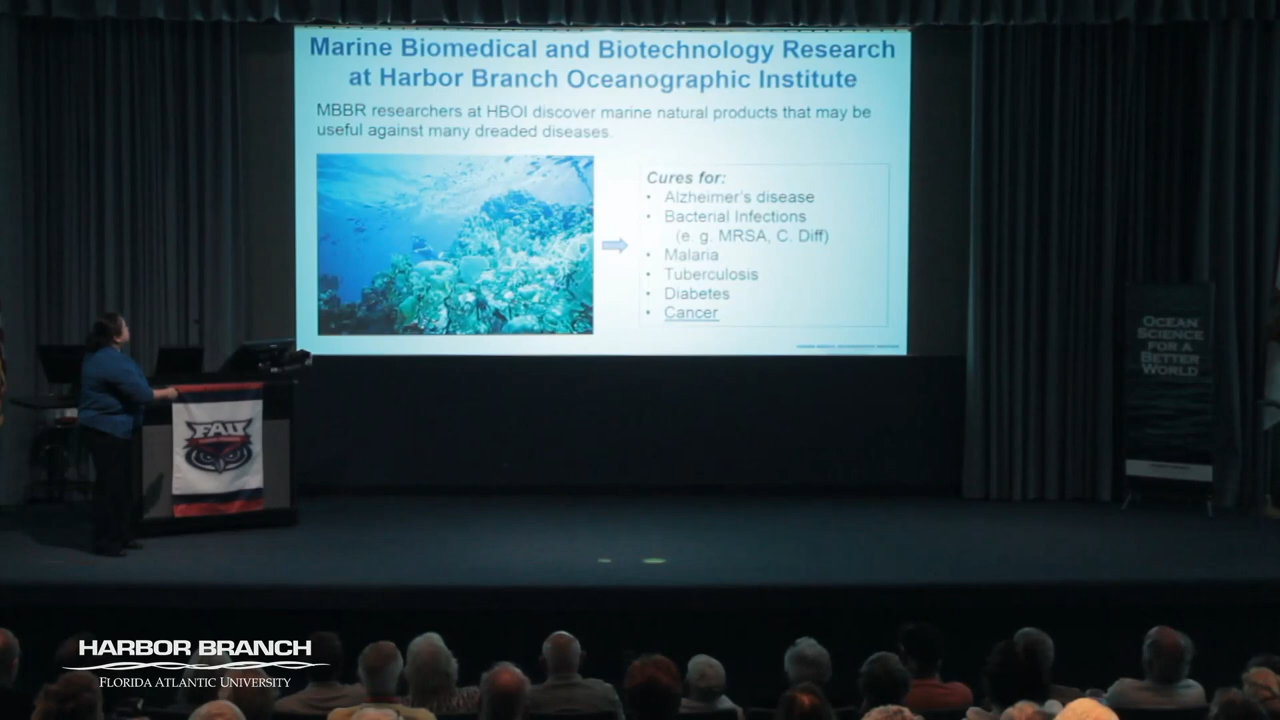 Marine Biomedical and Biotechnology Research
at Harbor Branch Oceanographic Institute
MBBR researchers at HBOI discover marine natural products that may be
useful against many dreaded diseases.
Cures for:
• Alzheimer's disease
• Bacterial Infections
(e. g. MRSA, C. Diff)
• Malaria
• Tuberculosis
• Diabetes
• Cancer
OCEAN
SCIENCE
FOR A
BETTER
WORLD
FAU
HARBOR BRANCH
FLORIDA ATLANTIC UNIVERSITY